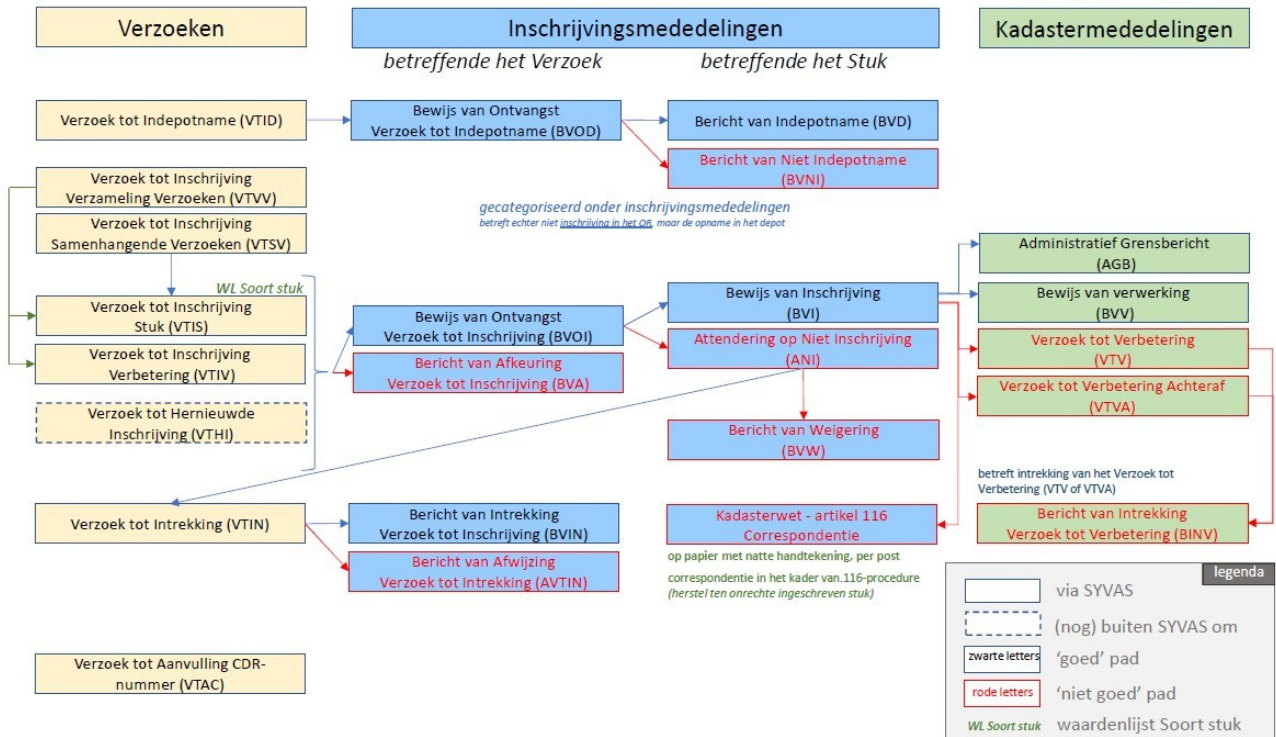 Verzoeken
Inschrijvingsmededelingen
Kadastermededelingen
betreffende het Verzoek
betreffende het Stuk
Verzoek tot Indepotname (VTID)
Bewijs van Ontvangst
Verzoek tot Indepotname (BVOD)
Bericht van Indepotname (BVD)
Bericht van Niet Indepotname
(BVNI)
Verzoek tot Inschrijving
Verzameling Verzoeken (VTVV)
Verzoek tot Inschrijving
Samenhangende Verzoeken (VTSV)
gecategoriseerd onder inschrijvingsmededelingen
betreft echter niet inschrijving in het OR, maar de opname in het depot
WL Soort stuk
Verzoek tot Inschrijving
Stuk (VTIS)
Verzoek tot Inschrijving
Verbetering (VTIV)
Verzoek tot Hernieuwde
Inschrijving (VTHI)
Bewijs van Ontvangst
Verzoek tot Inschrijving (BVOI)
Bericht van Afkeuring
Verzoek tot Inschrijving (BVA)
Bewijs van Inschrijving
(BVI)
Attendering op Niet Inschrijving
(ANI)
Bericht van Weigering
(BVW)
Administratief Grensbericht
(AGB)
Bewijs van verwerking
(BVV)
Verzoek tot Verbetering
(VTV)
Verzoek tot Verbetering Achteraf
(VTVA)
betreft intrekking van het Verzoek tot
Verbetering (VTV of VTVA)
Verzoek tot Intrekking (VTIN)
Bericht van Intrekking
Verzoek tot Inschrijving (BVIN)
Bericht van Afwijzing
Verzoek tot Intrekking (AVTIN)
Kadasterwet - artikel 116
Correspondentie
op papier met natte handtekening, per post
correspondentie in het kader van.116-procedure
(herstel ten onrechte ingeschreven stuk)
Bericht van Intrekking
Verzoek tot Verbetering (BINV)
Verzoek tot Aanvulling CDR-
nummer (VTAC)
legenda
via SYVAS
(nog) buiten SYVAS om
zwarte letters 'goed' pad
rode letters 'niet goed' pad
WL Soort stuk waardenlijst Soort stuk